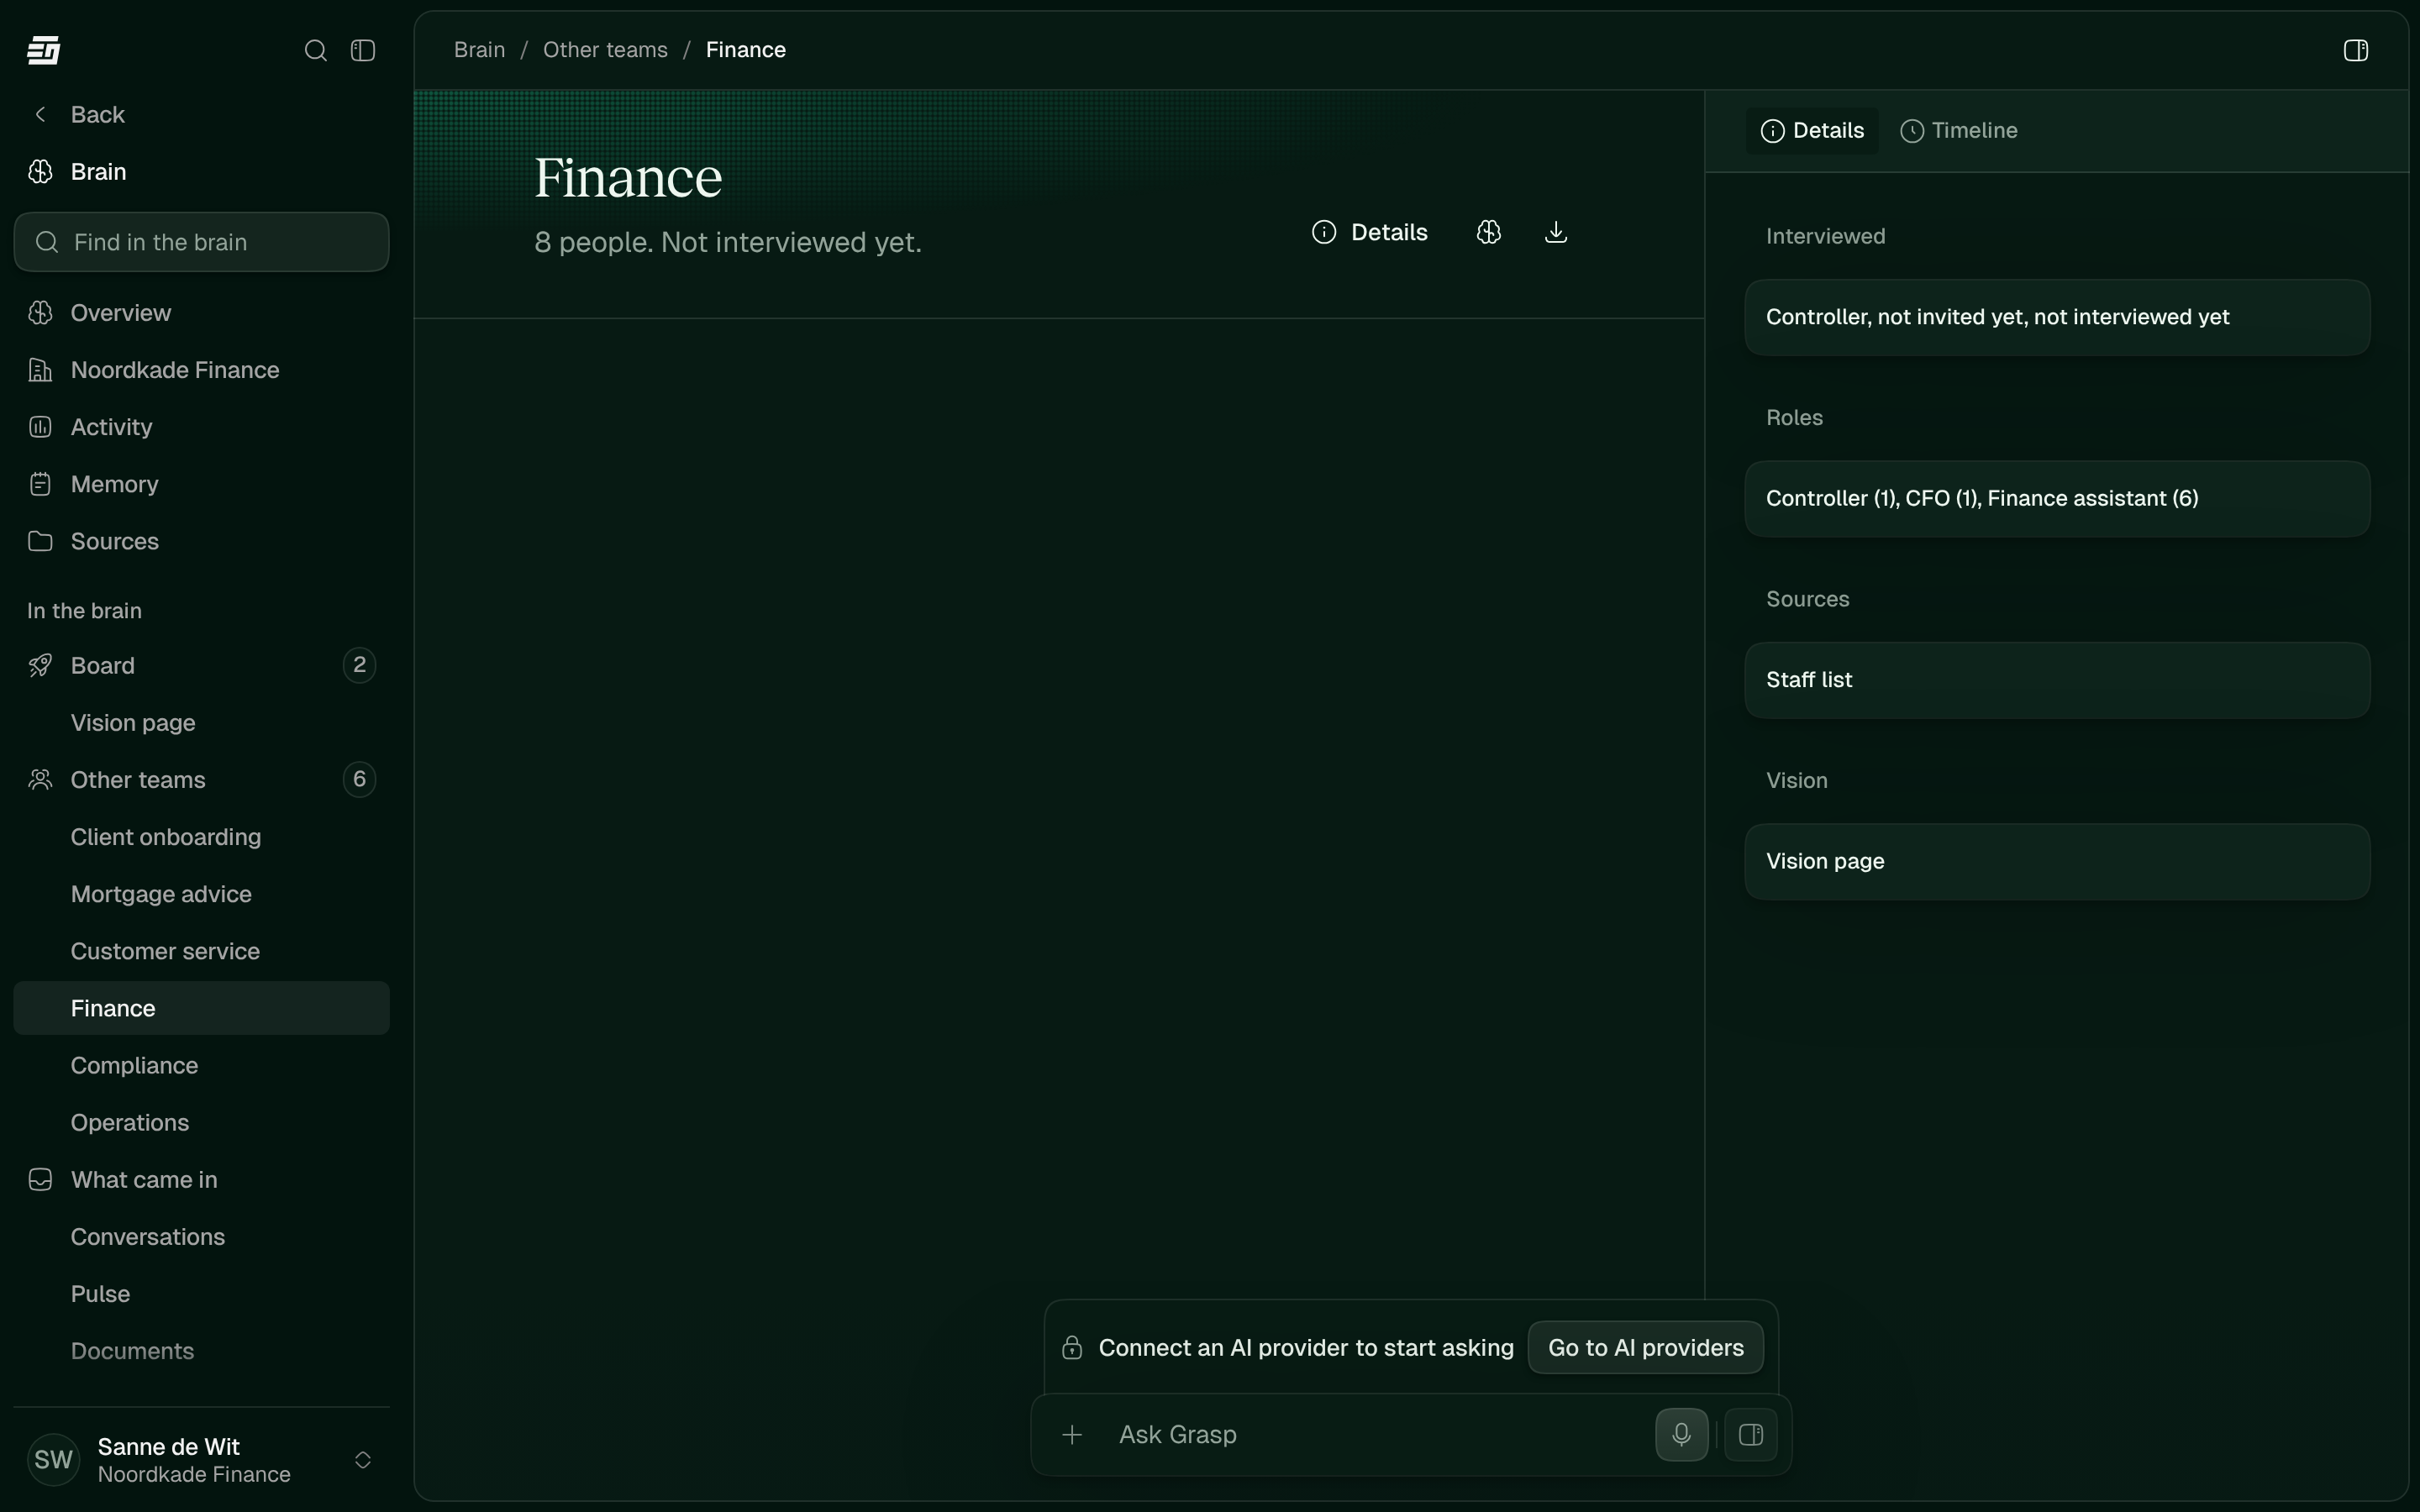 Back
Brain
Find in the brain
Overview
Noordkade Finance
Activity
Memory
Sources
In the brain
Board 2
Vision page
Other teams 6
Client onboarding
Mortgage advice
Customer service
Finance
Compliance
Operations
What came in
Conversations
Pulse
Documents
SW
Sanne de Wit
Noordkade Finance
Brain / Other teams / Finance
Finance
8 people. Not interviewed yet.
Details
Details
Timeline
Interviewed
Controller, not invited yet, not interviewed yet
Roles
Controller (1), CFO (1), Finance assistant (6)
Sources
Staff list
Vision
Vision page
Connect an AI provider to start asking
Go to AI providers
Ask Grasp